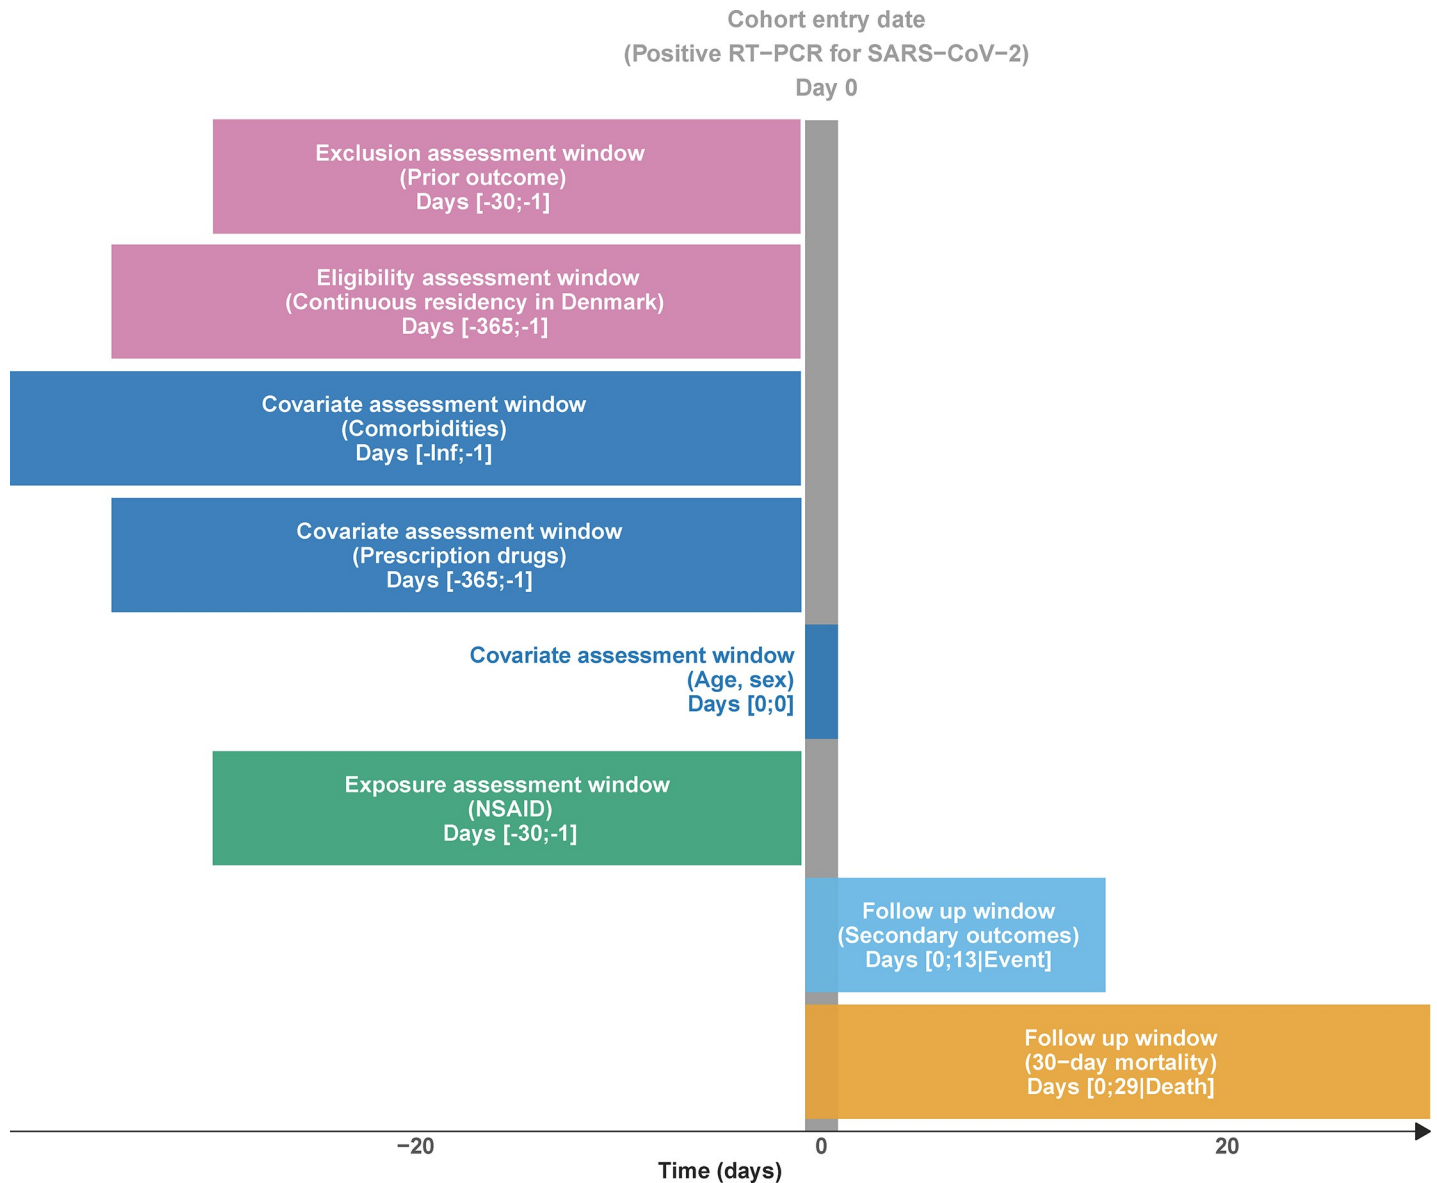 Cohort entry date
(Positive RT−PCR for SARS−CoV−2)
Day 0
Exclusion assessment window
(Prior outcome)
Days [-30;-1]
Eligibility assessment window
(Continuous residency in Denmark)
Days [-365;-1]
Covariate assessment window
(Comorbidities)
Days [-Inf;-1]
Covariate assessment window
(Prescription drugs)
Days [-365;-1]
Covariate assessment window
(Age, sex)
Days [0;0]
Exposure assessment window
(NSAID)
Days [-30;-1]
Follow up window
(Secondary outcomes)
Days [0;13|Event]
Follow up window
(30−day mortality)
Days [0;29|Death]
−20 0 20
Time (days)